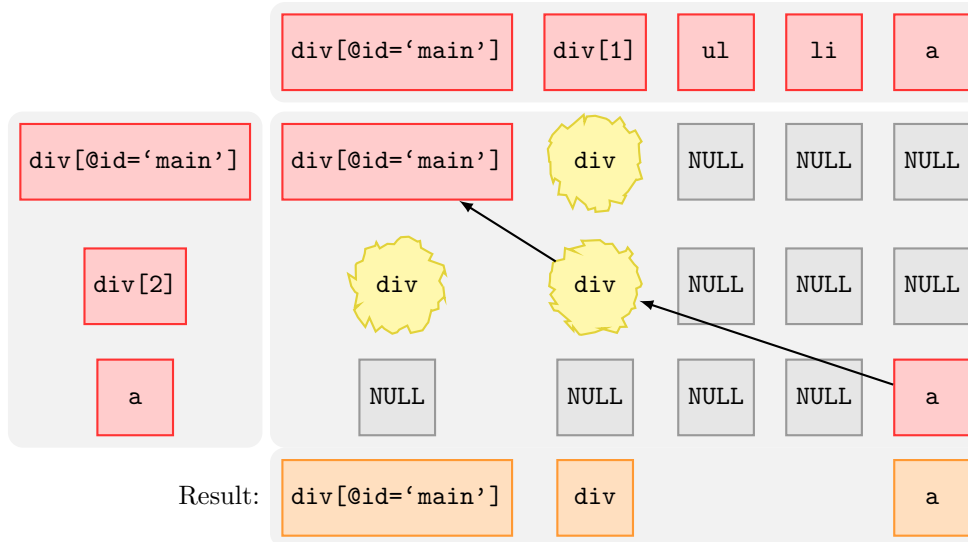 div[@id=‘main’] div[1] ul li a
div[@id=‘main’] div[@id=‘main’] div NULL NULL NULL
div[2] div div NULL NULL NULL
a NULL NULL NULL NULL a
Result: div[@id=‘main’] div a